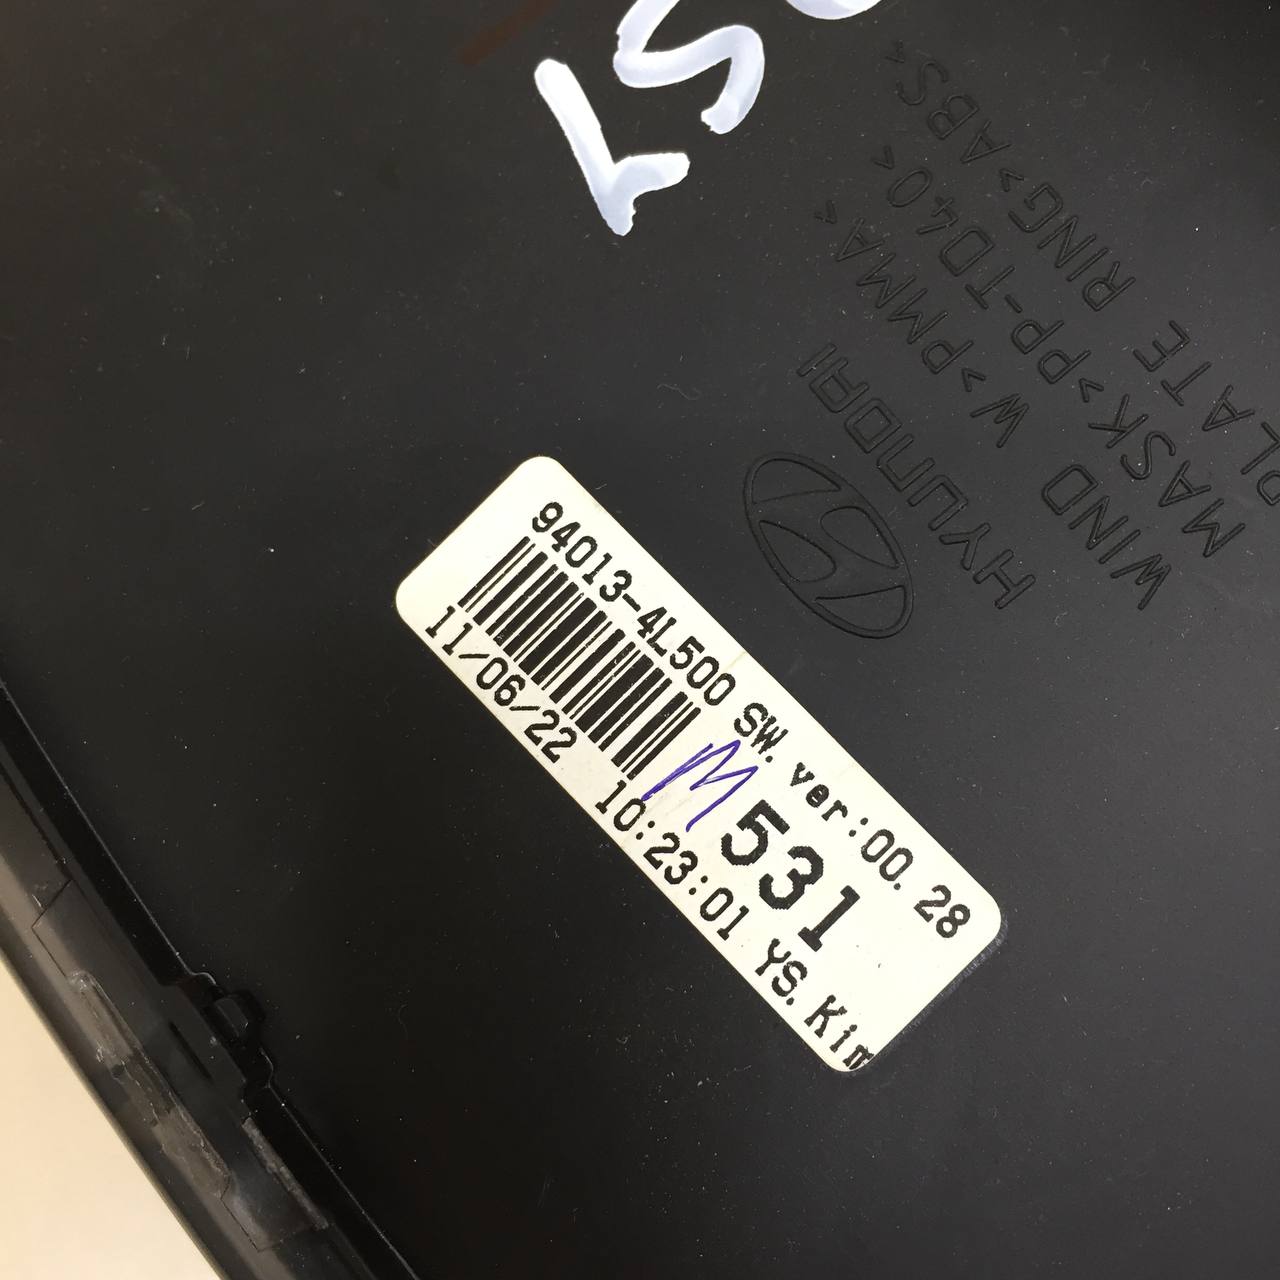 94013-4L500 SW. ver:00.28
M 531
11/06/22 10:23:01 YS.Kim
HYUNDAI
WIND W>PMMA<
MASK>PP-TD40<
PLATE RING>ABS<